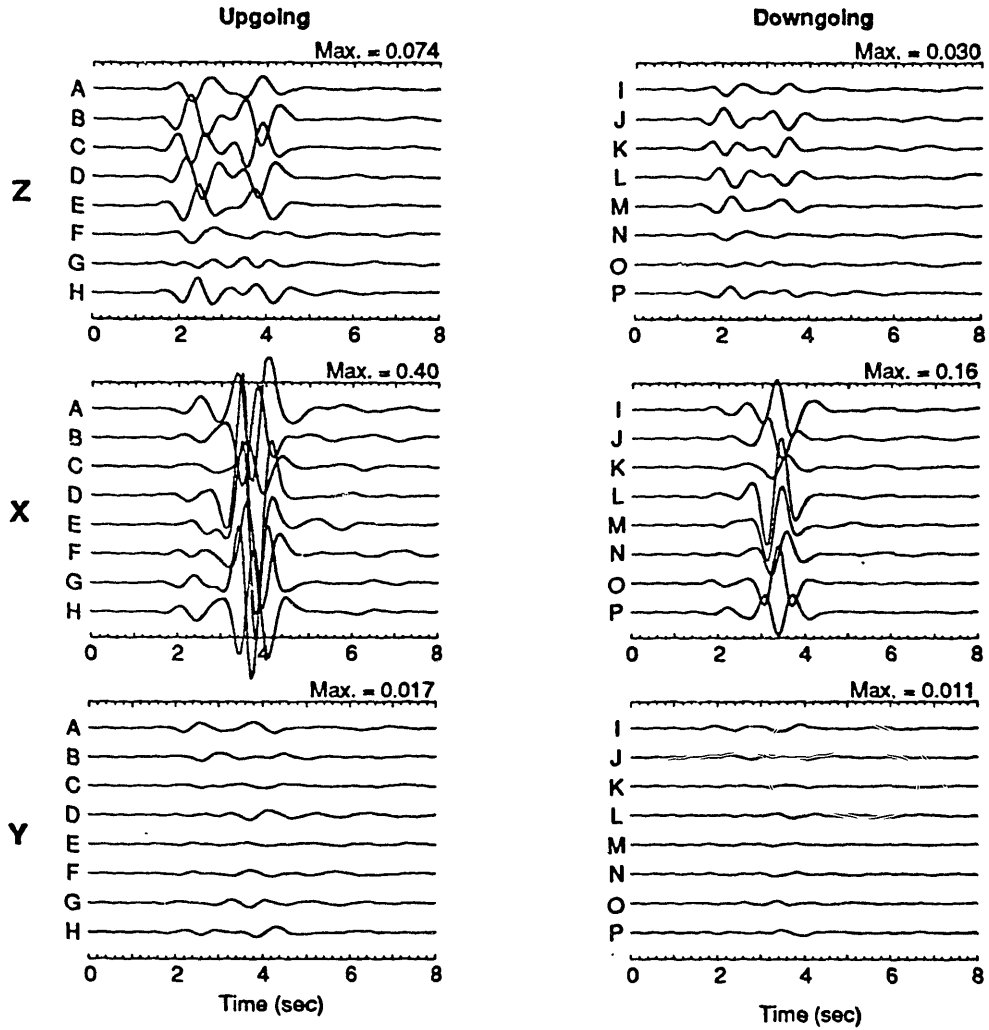 Upgoing Downgoing
Max. = 0.074 Max. = 0.030
A I
B J
C K
D L
Z
E M
F N
G O
H P
0 2 4 6 8 0 2 4 6 8
Max. = 0.40 Max. = 0.16
A I
B J
C K
D L
X
E M
F N
G O
H P
0 2 4 6 8 0 2 4 6 8
Max. = 0.017 Max. = 0.011
A I
B J
C K
D L
Y
E M
F N
G O
H P
0 2 4 6 8 0 2 4 6 8
Time (sec) Time (sec)